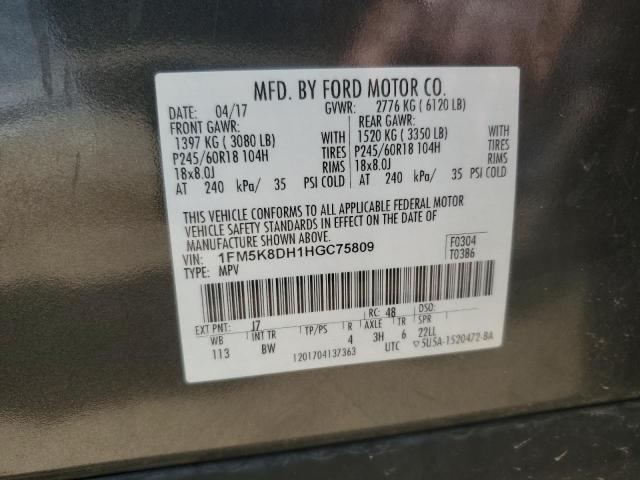 MFD. BY FORD MOTOR CO.
DATE: 04/17 GVWR: 2776 KG ( 6120 LB)
FRONT GAWR: REAR GAWR:
1397 KG ( 3080 LB) WITH 1520 KG ( 3350 LB) WITH
P245/60R18 104H TIRES P245/60R18 104H TIRES
18x8.0J RIMS 18x8.0J RIMS
AT 240 kPa/ 35 PSI COLD AT 240 kPa/ 35 PSI COLD
THIS VEHICLE CONFORMS TO ALL APPLICABLE FEDERAL MOTOR
VEHICLE SAFETY STANDARDS IN EFFECT ON THE DATE OF
MANUFACTURE SHOWN ABOVE.
VIN: 1FM5K8DH1HGC75809 F0304
TYPE: MPV T0386
EXT PNT: J7 RC: 48 DSO:
WB INT TR TP/PS R AXLE TR SPR
113 BW 4 3H 6 22LL
1201704137363 UTC ▽5U5A-1520472-BA